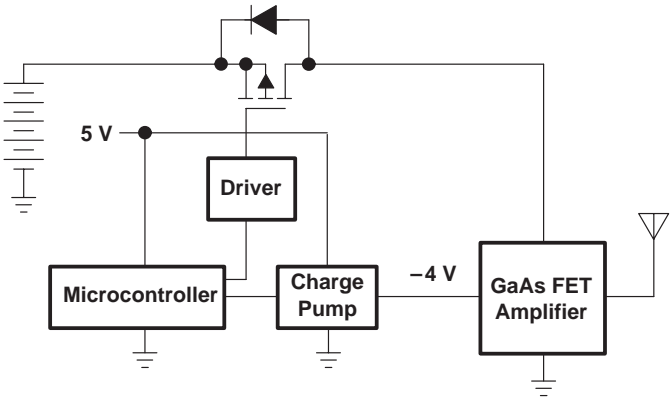 5 V
Driver
Microcontroller
Charge
Pump
−4 V
GaAs FET
Amplifier